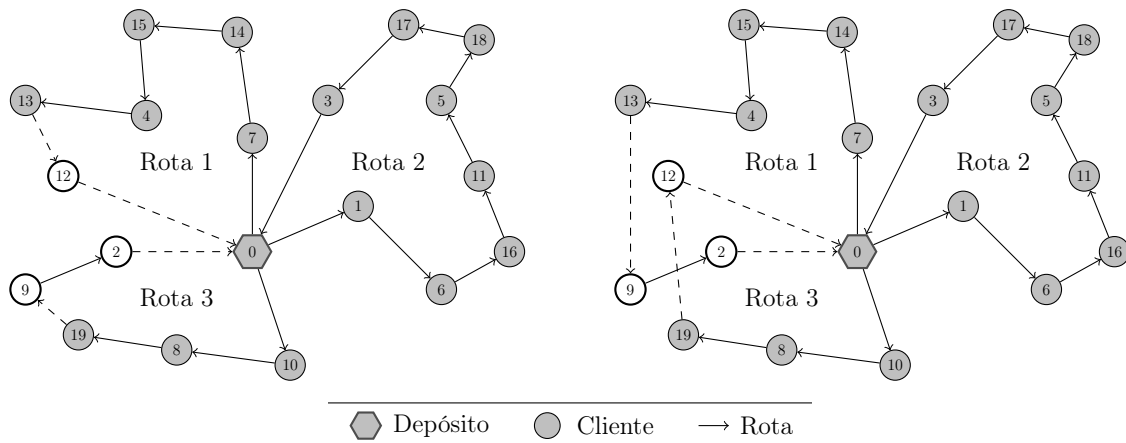 15 14 17 18 15 14 17 18
13 4 3 5 13 4 3 5
7 7
12 Rota 1 Rota 2 11 12 Rota 1 Rota 2 11
1 1
2 0 16 2 0 16
9 Rota 3 6 9 Rota 3 6
19 8 10 19 8 10
Depósito Cliente Rota